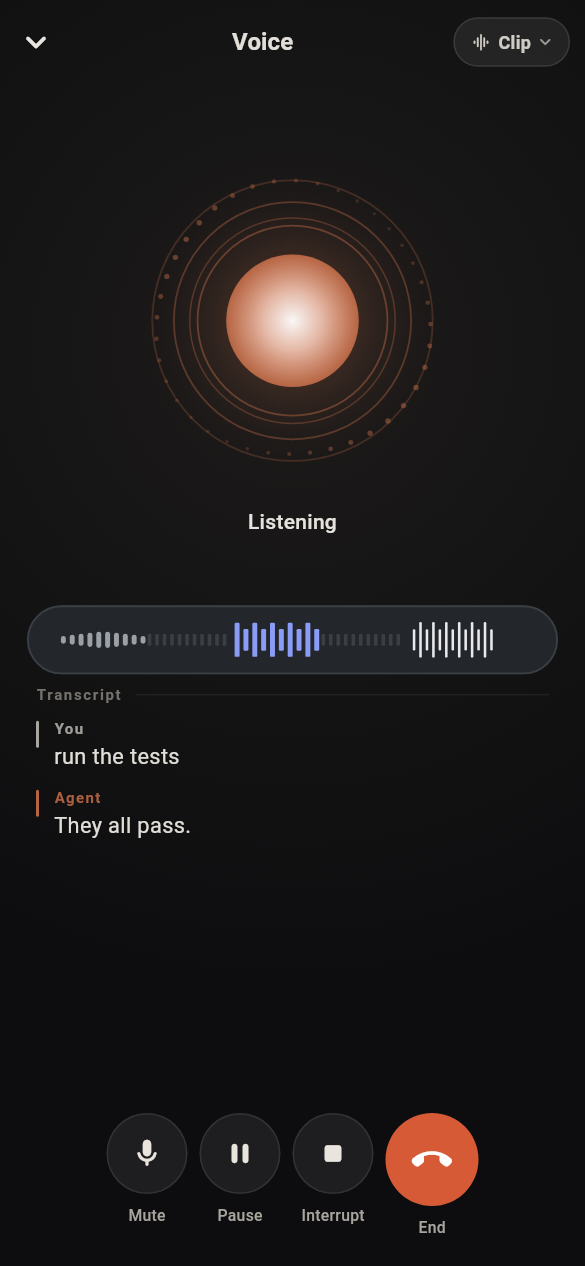 Voice
Clip
Listening
Transcript
You
run the tests
Agent
They all pass.
Mute
Pause
Interrupt
End